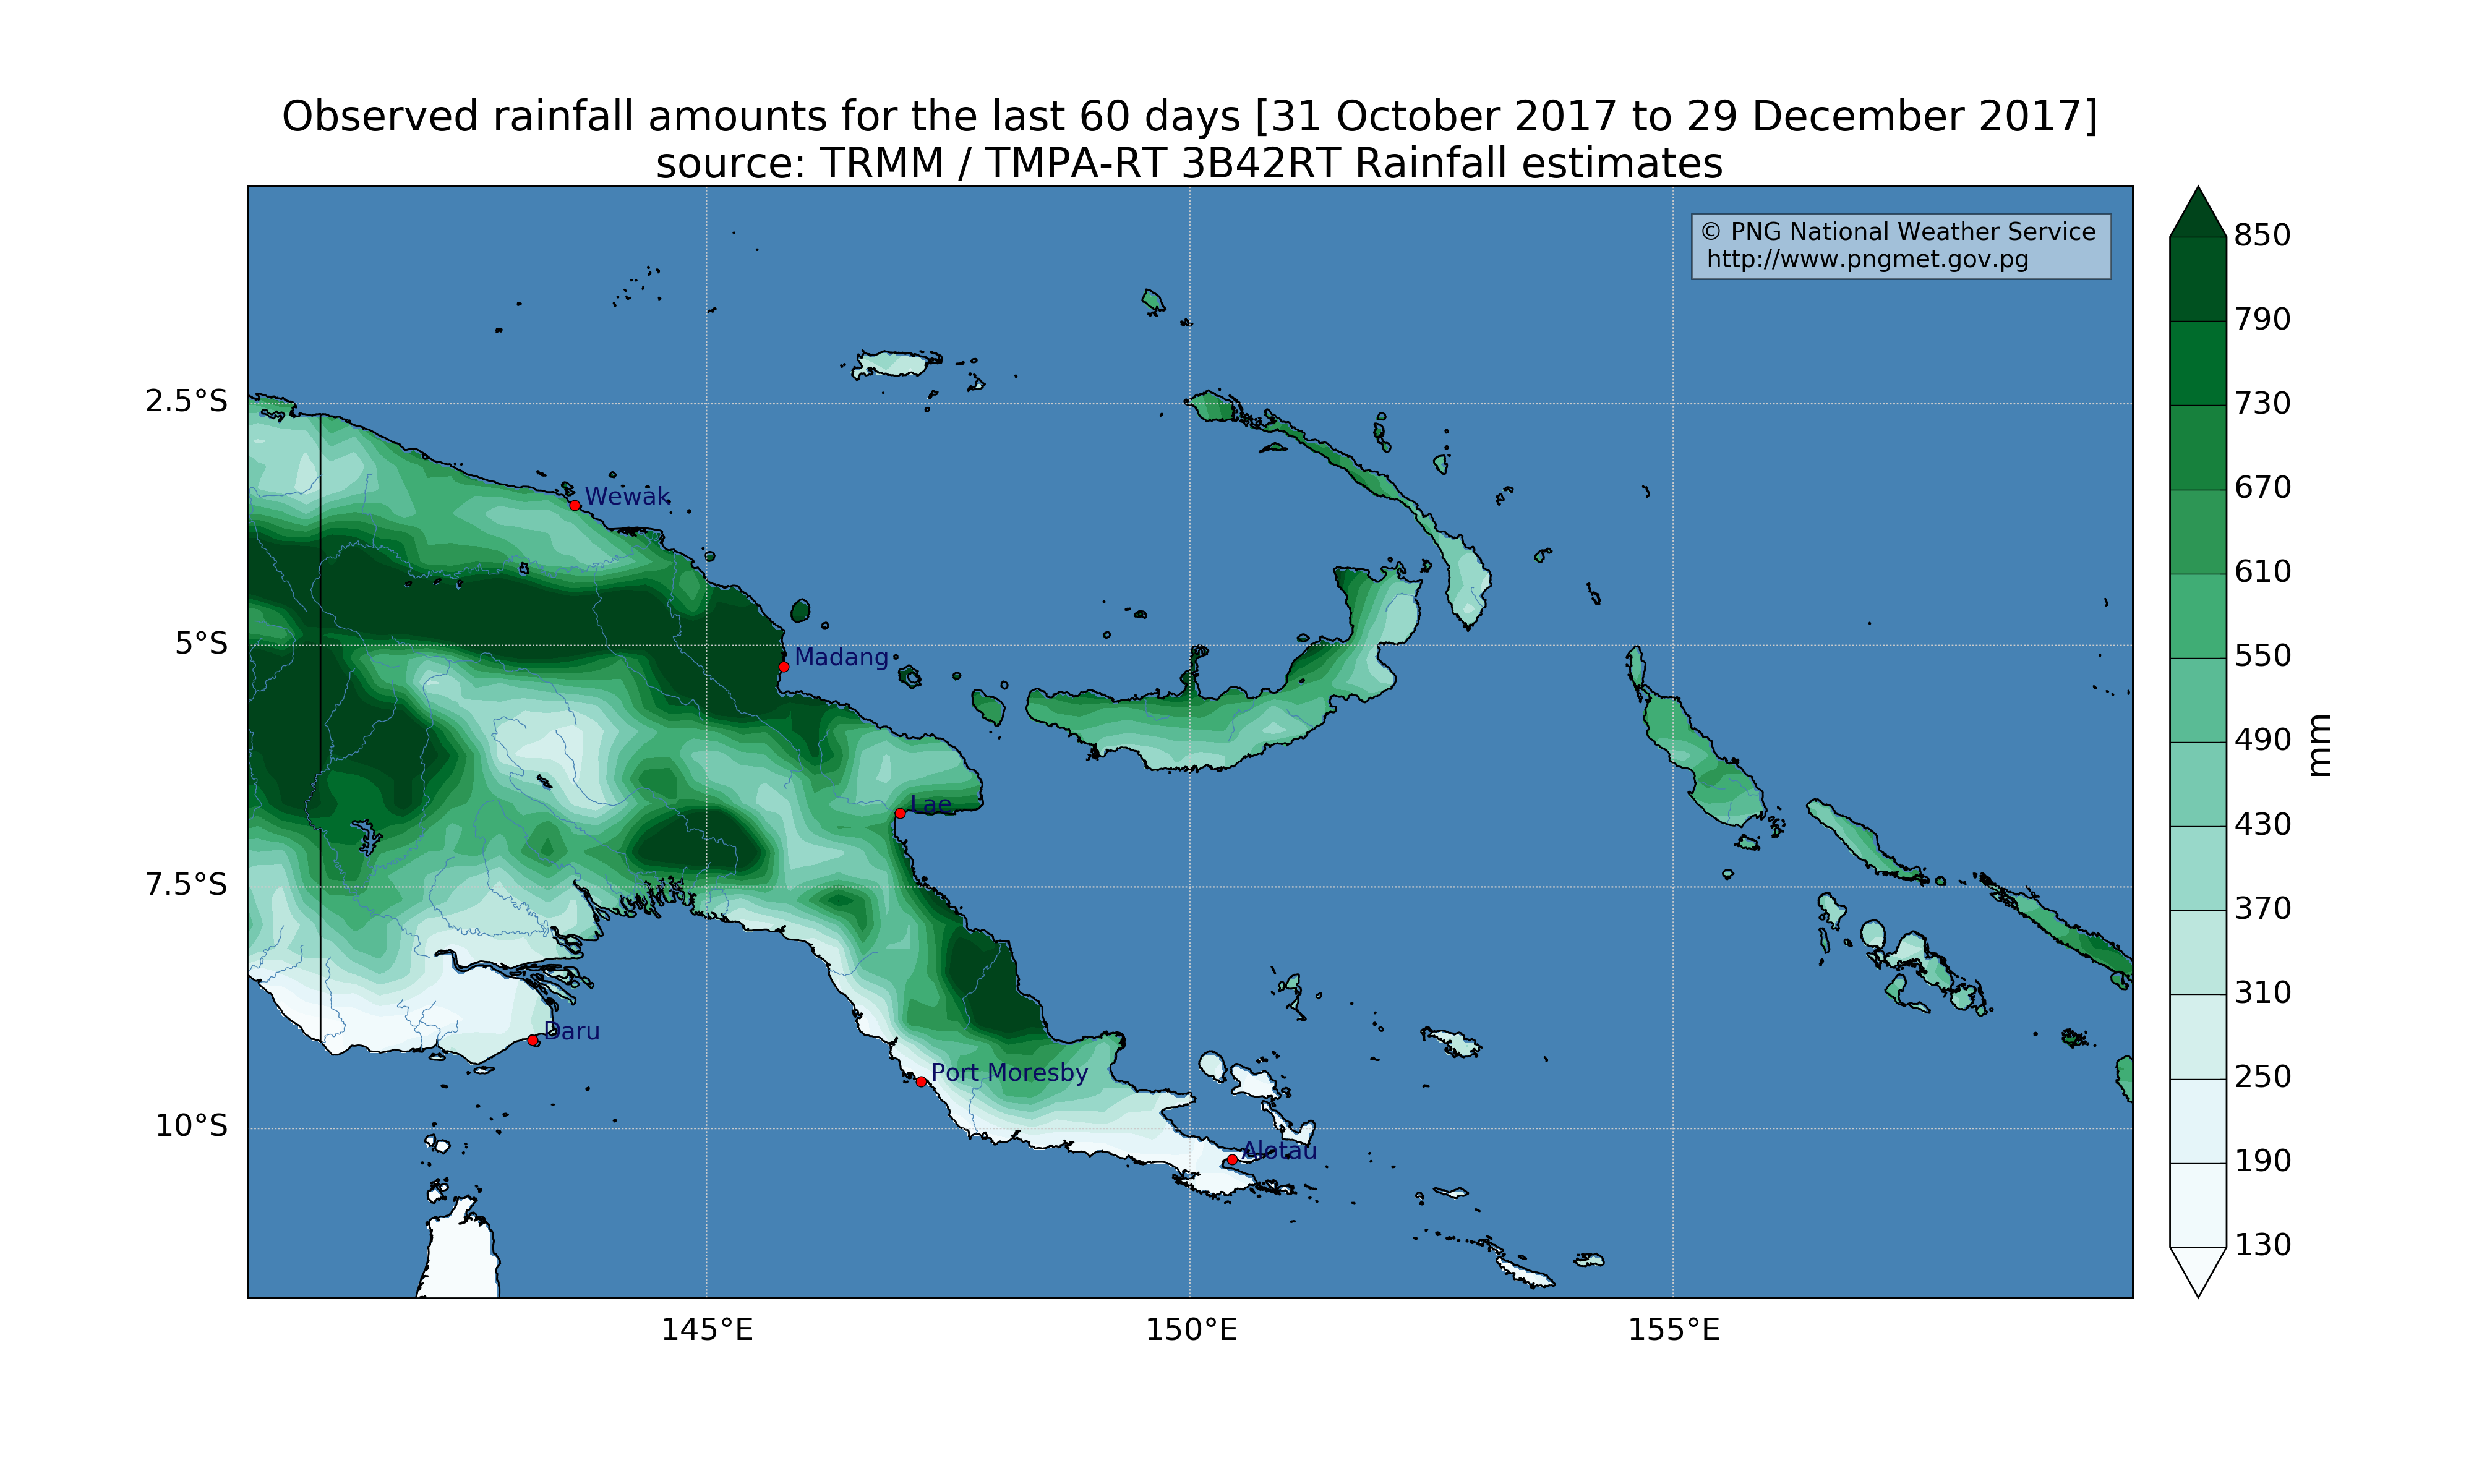 Observed rainfall amounts for the last 60 days [31 October 2017 to 29 December 2017]
source: TRMM / TMPA-RT 3B42RT Rainfall estimates
© PNG National Weather Service
http://www.pngmet.gov.pg
850
790
730
670
610
550
490
430
370
310
250
190
130
mm
2.5°S
5°S
7.5°S
10°S
Wewak
Madang
Lae
Daru
Port Moresby
Alotau
145°E
150°E
155°E